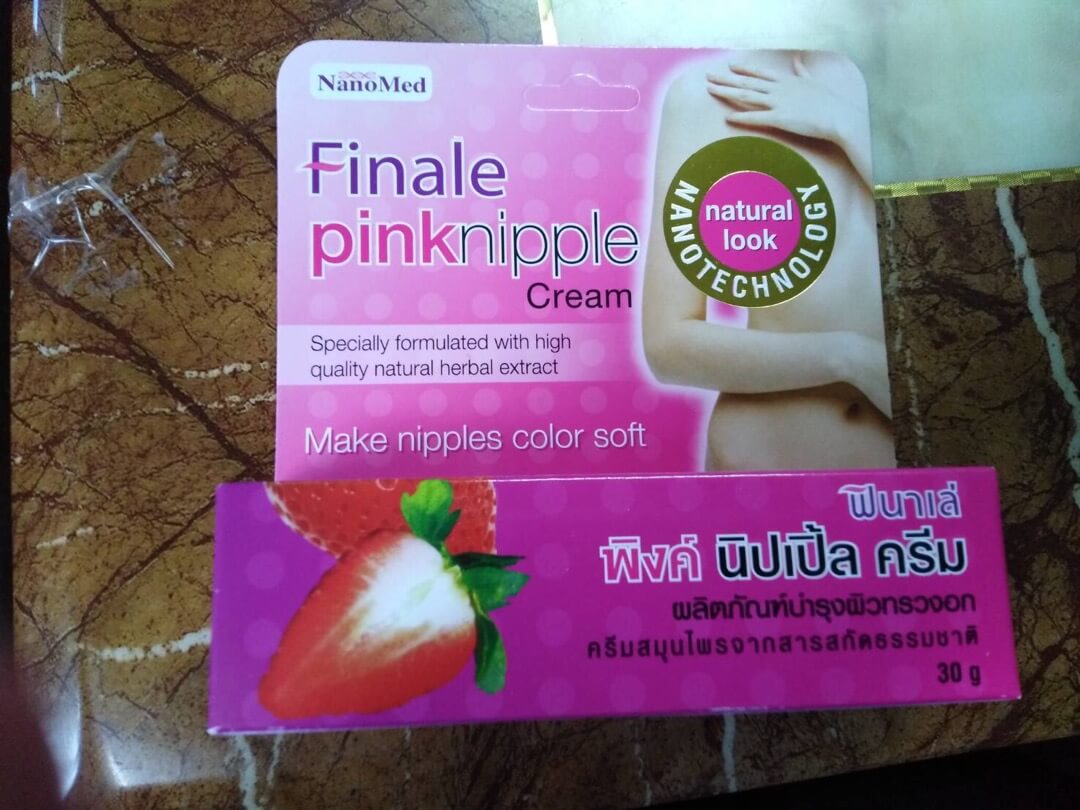 NanoMed
Finale
pinknipple
Cream
natural
look
NANOTECHNOLOGY
Specially formulated with high
quality natural herbal extract
Make nipples color soft
ฟินาเล่
พิงค์ นิปเปิ้ล ครีม
ผลิตภัณฑ์บำรุงผิวทรวงอก
ครีมสมุนไพรจากสารสกัดธรรมชาติ
30 g